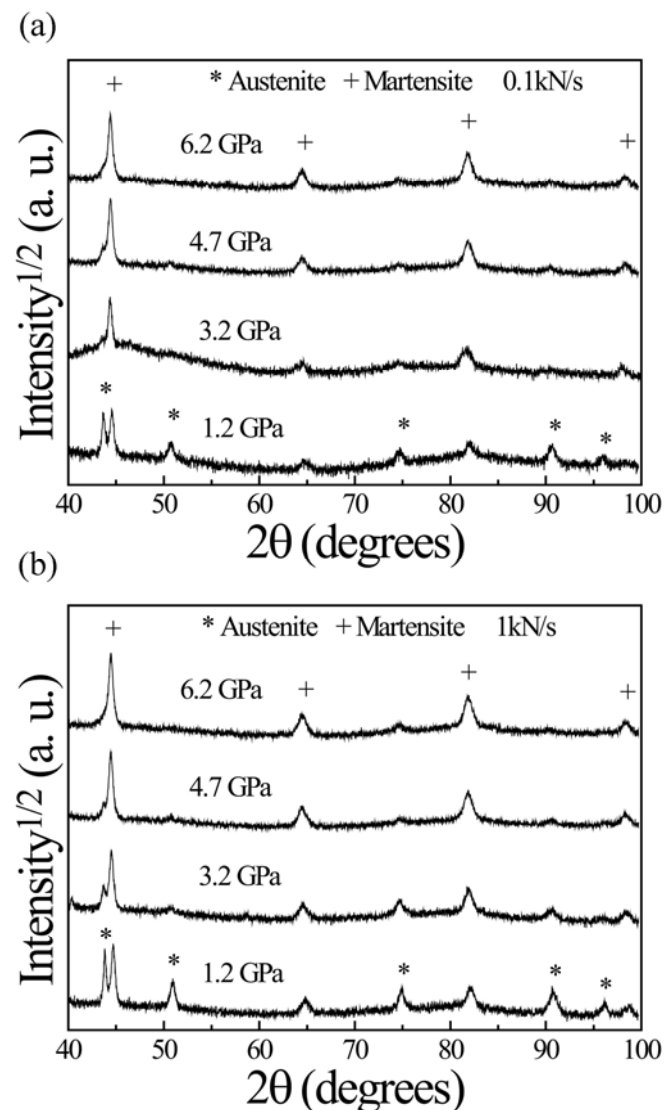 (a)
* Austenite + Martensite 0.1kN/s
+
+
+
+
6.2 GPa
4.7 GPa
3.2 GPa
1.2 GPa
*
*
*
*
*
Intensity1/2 (a. u.)
40 50 60 70 80 90 100
2θ (degrees)
(b)
* Austenite + Martensite 1kN/s
+
+
+
+
6.2 GPa
4.7 GPa
3.2 GPa
1.2 GPa
*
*
*
*
*
Intensity1/2 (a. u.)
40 50 60 70 80 90 100
2θ (degrees)